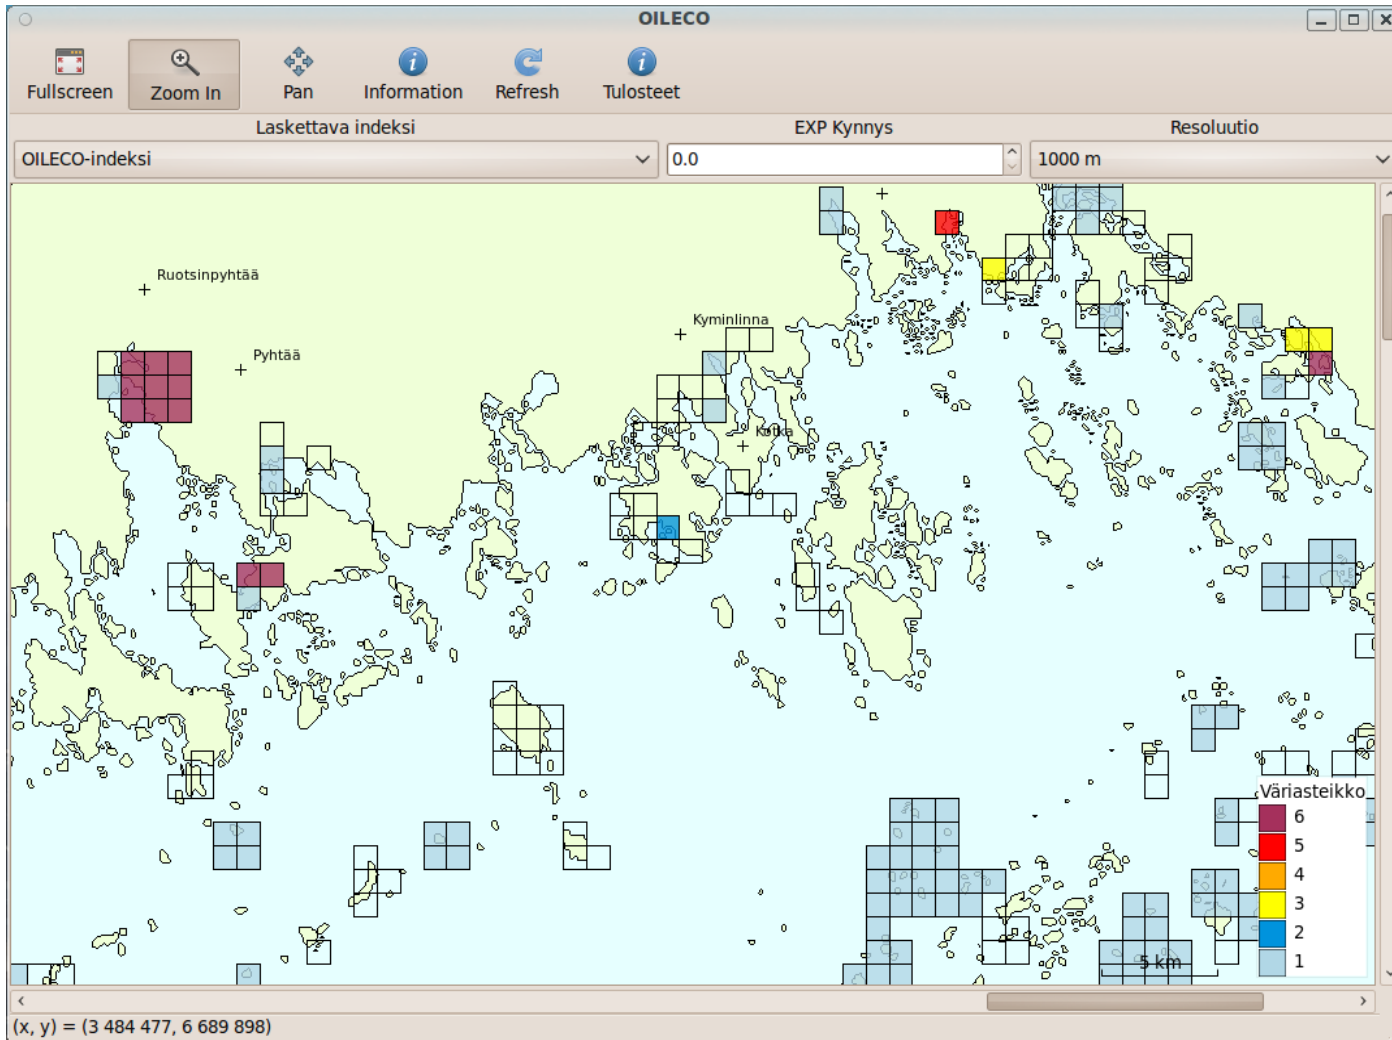 OILECO
Fullscreen
Zoom In
Pan
Information
Refresh
Tulosteet
Laskettava indeksi
EXP Kynnys
Resoluutio
OILECO-indeksi
0.0
1000 m
Ruotsinpyhtää
Kyminlinna
Pyhtää
Kotka
Väriasteikko
6
5
4
3
2
1
5 km
(x, y) = (3 484 477, 6 689 898)